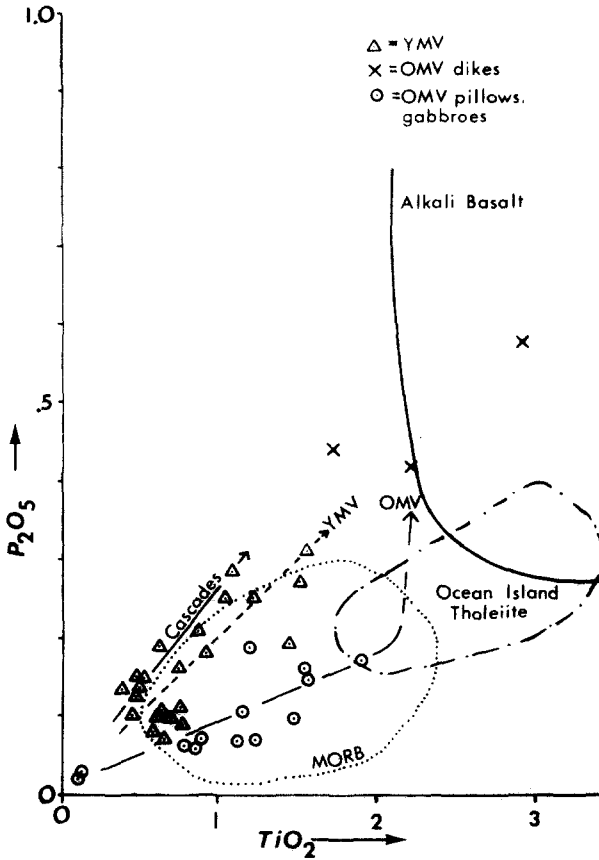 1.0
△ = YMV
× =OMV dikes
⊙ =OMV pillows.
gabbroes
Alkali Basalt
.5
P2O5 →
OMV
YMV
Cascades
Ocean Island
Tholeiite
MORB
0
0 1 2 3
TiO2 →